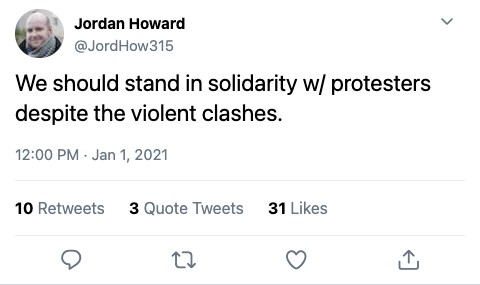 Jordan Howard
@JordHow315
We should stand in solidarity w/ protesters
despite the violent clashes.
12:00 PM · Jan 1, 2021
10 Retweets 3 Quote Tweets 31 Likes